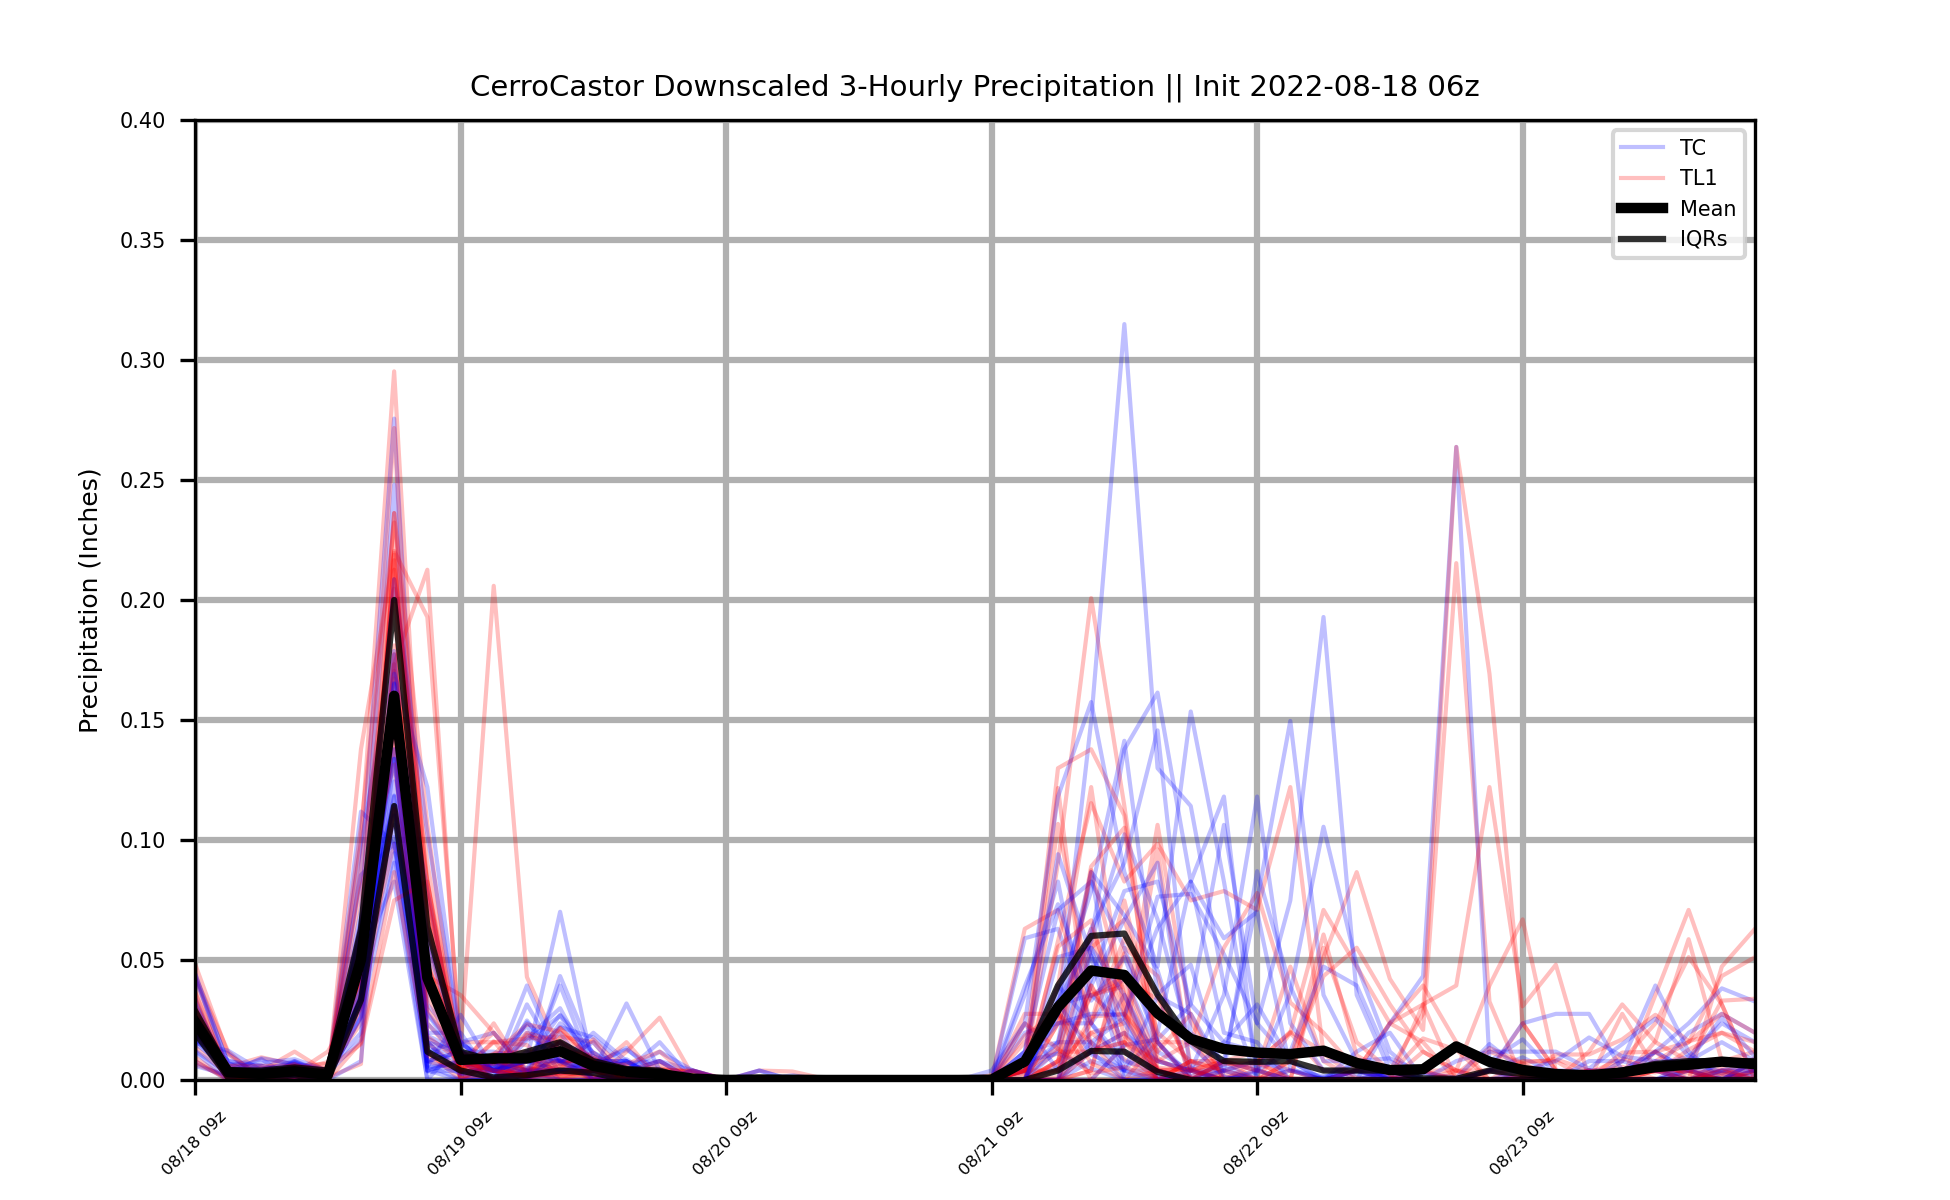 CerroCastor Downscaled 3-Hourly Precipitation || Init 2022-08-18 06z
0.40
0.35
0.30
0.25
0.20
0.15
0.10
0.05
0.00
Precipitation (Inches)
TC
TL1
Mean
IQRs
08/18 09z
08/19 09z
08/20 09z
08/21 09z
08/22 09z
08/23 09z